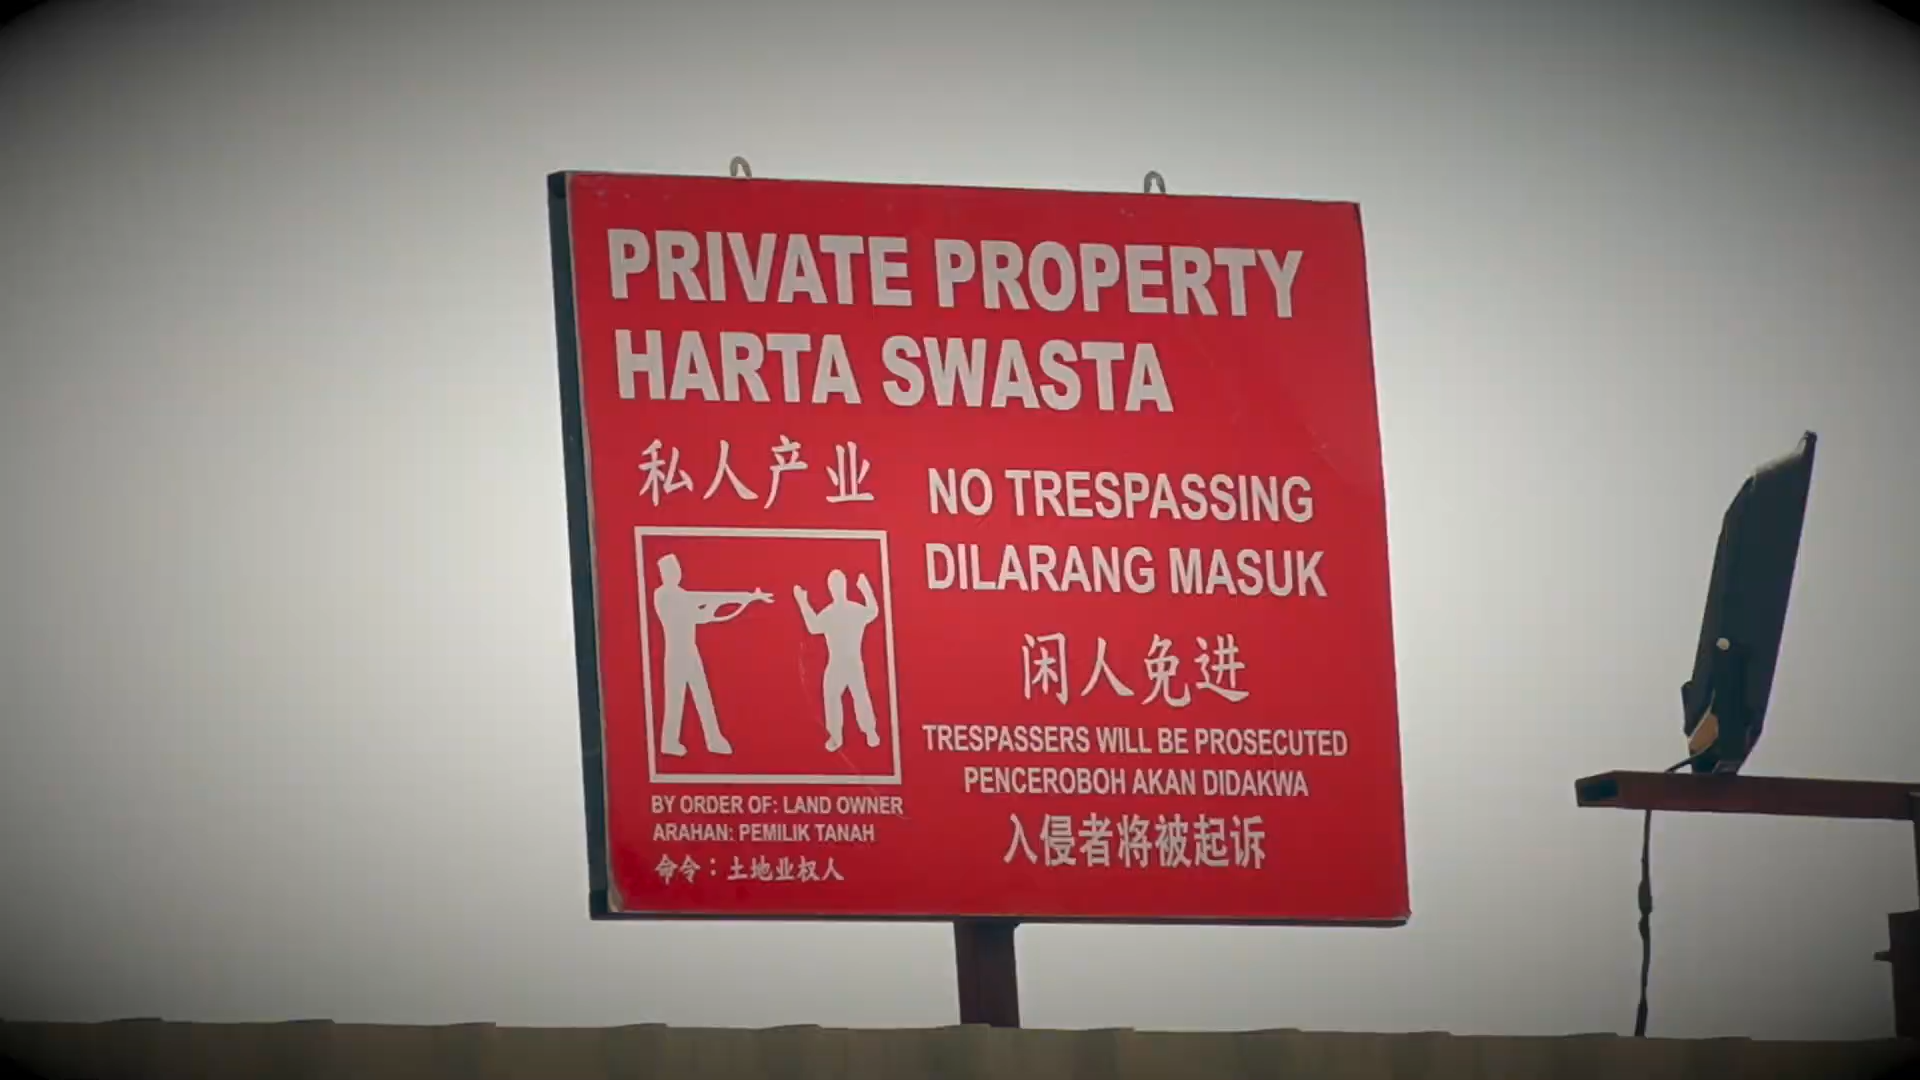 PRIVATE PROPERTY
HARTA SWASTA
私人产业
NO TRESPASSING
DILARANG MASUK
闲人免进
TRESPASSERS WILL BE PROSECUTED
PENCEROBOH AKAN DIDAKWA
入侵者将被起诉
BY ORDER OF: LAND OWNER
ARAHAN: PEMILIK TANAH
命令：土地业权人